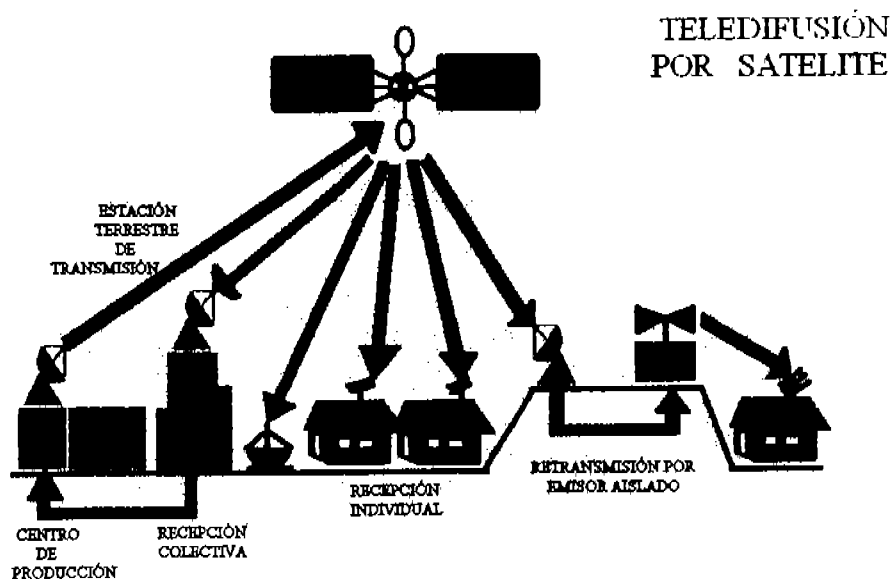 TELEDIFUSIÓN
POR SATELITE
ESTACIÓN
TERRESTRE
DE
TRANSMISIÓN
CENTRO
DE
PRODUCCIÓN
RECEPCIÓN
COLECTIVA
RECEPCIÓN
INDIVIDUAL
RETRANSMISIÓN POR
EMISOR AISLADO